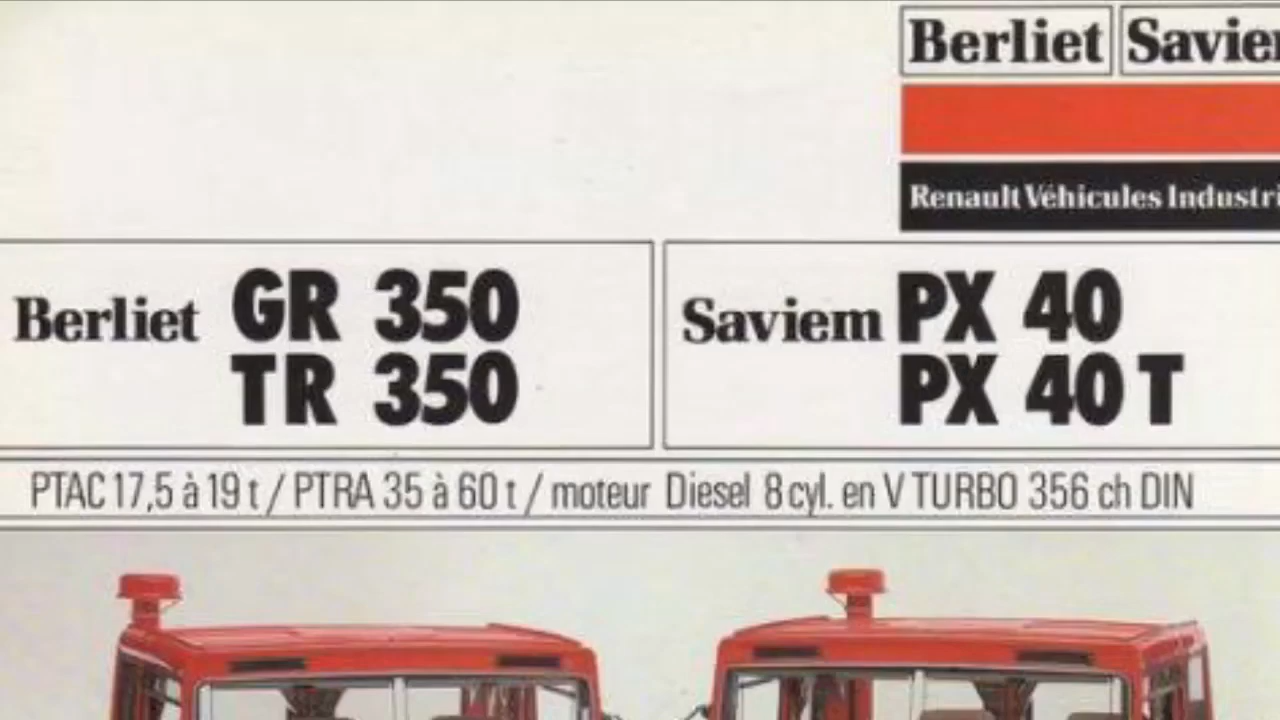 Berliet Savie
Renault Véhicules Industri
Berliet GR 350
TR 350
Saviem PX 40
PX 40 T
PTAC 17,5 à 19 t / PTRA 35 à 60 t / moteur Diesel 8 cyl. en V TURBO 356 ch DIN